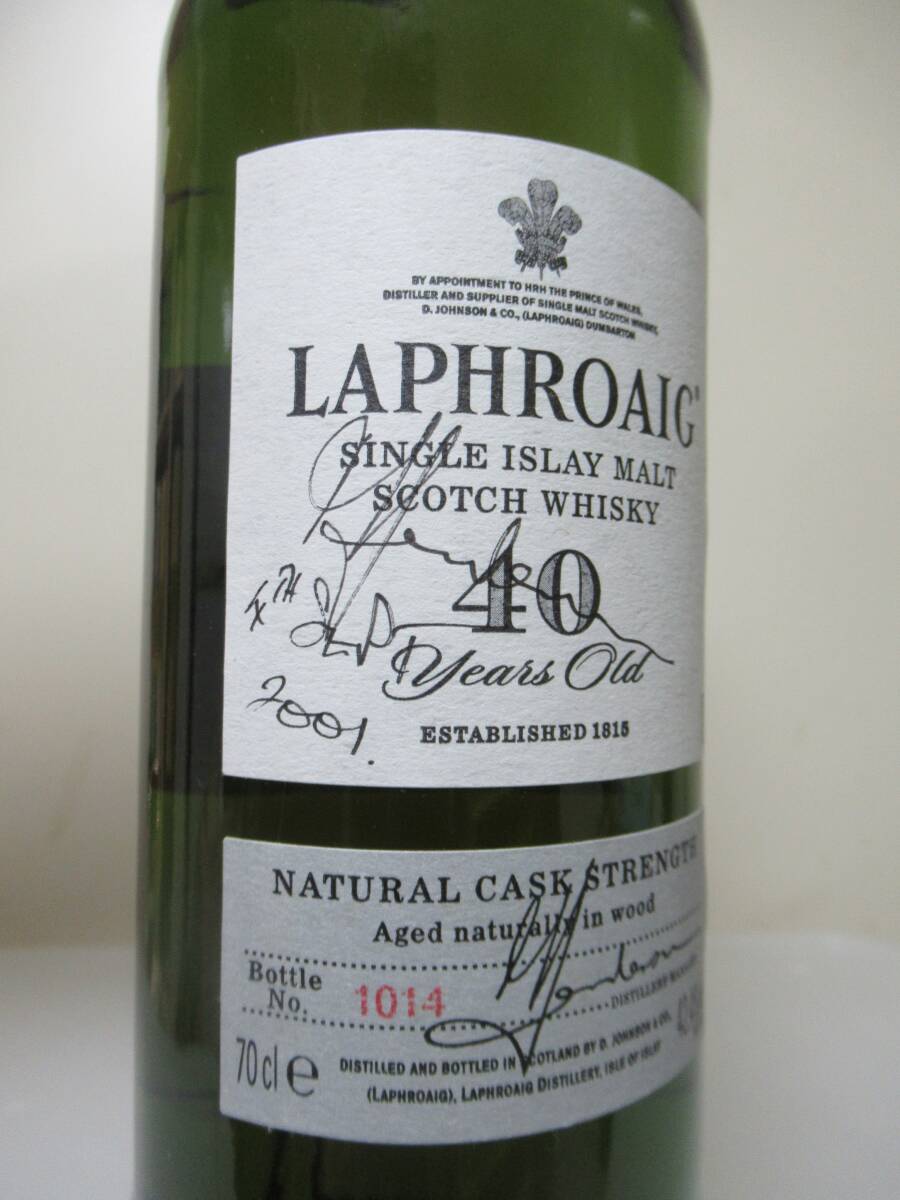 BY APPOINTMENT TO HRH THE PRINCE OF WALES,
DISTILLER AND SUPPLIER OF SINGLE MALT SCOTCH WHISKY,
D. JOHNSON & CO., (LAPHROAIG) DUMBARTON
LAPHROAIG®
SINGLE ISLAY MALT
SCOTCH WHISKY
40
Years Old
2001.
ESTABLISHED 1815
NATURAL CASK STRENGTH
Aged naturally in wood
Bottle
No. 1014
DISTILLERY MANAGER
70cl e
DISTILLED AND BOTTLED IN SCOTLAND BY D. JOHNSON & CO.
(LAPHROAIG), LAPHROAIG DISTILLERY, ISLE OF ISLAY